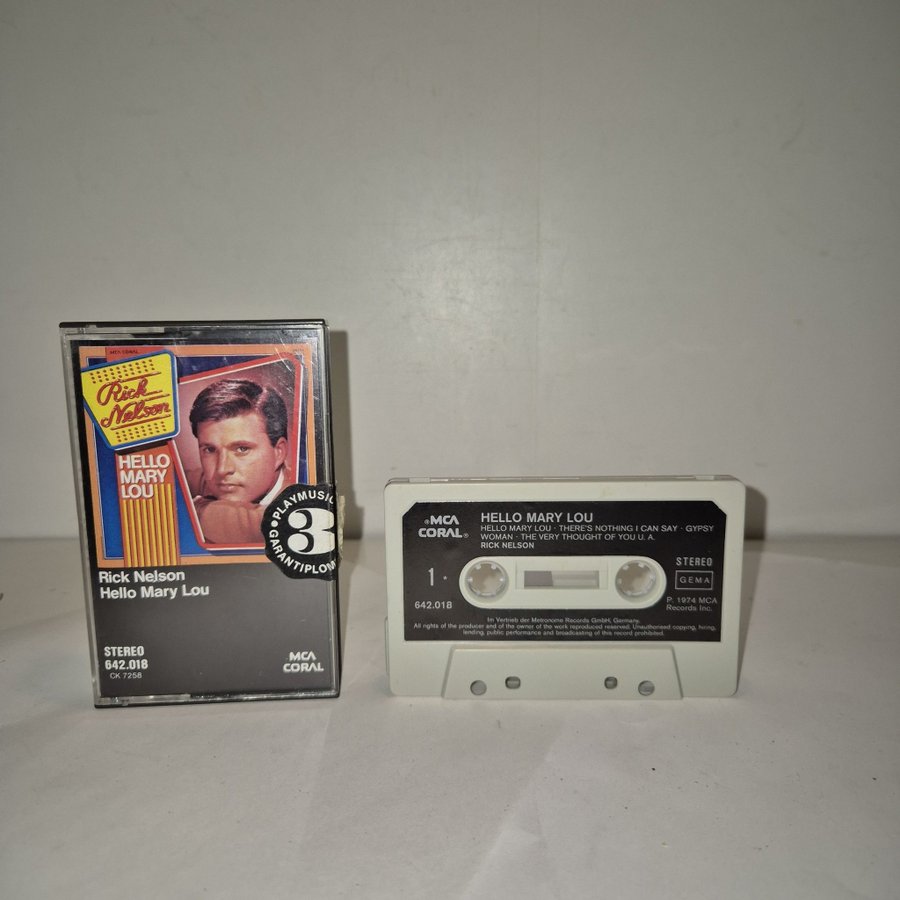 MCA CORAL
Rick
Nelson
HELLO
MARY
LOU
PLAYMUSIC
3
GARANTIPLOM
Rick Nelson
Hello Mary Lou
STEREO
642.018
CK 7258
MCA
CORAL
®MCA
CORAL®
HELLO MARY LOU
HELLO MARY LOU · THERE'S NOTHING I CAN SAY · GYPSY
WOMAN · THE VERY THOUGHT OF YOU U. A.
RICK NELSON
1
642.018
STEREO
GEMA
P. 1974 MCA
Records Inc.
Im Vertrieb der Metronome Records GmbH, Germany.
All rights of the producer and of the owner of the work reproduced reserved. Unauthorised copying, hiring,
lending, public performance and broadcasting of this record prohibited.